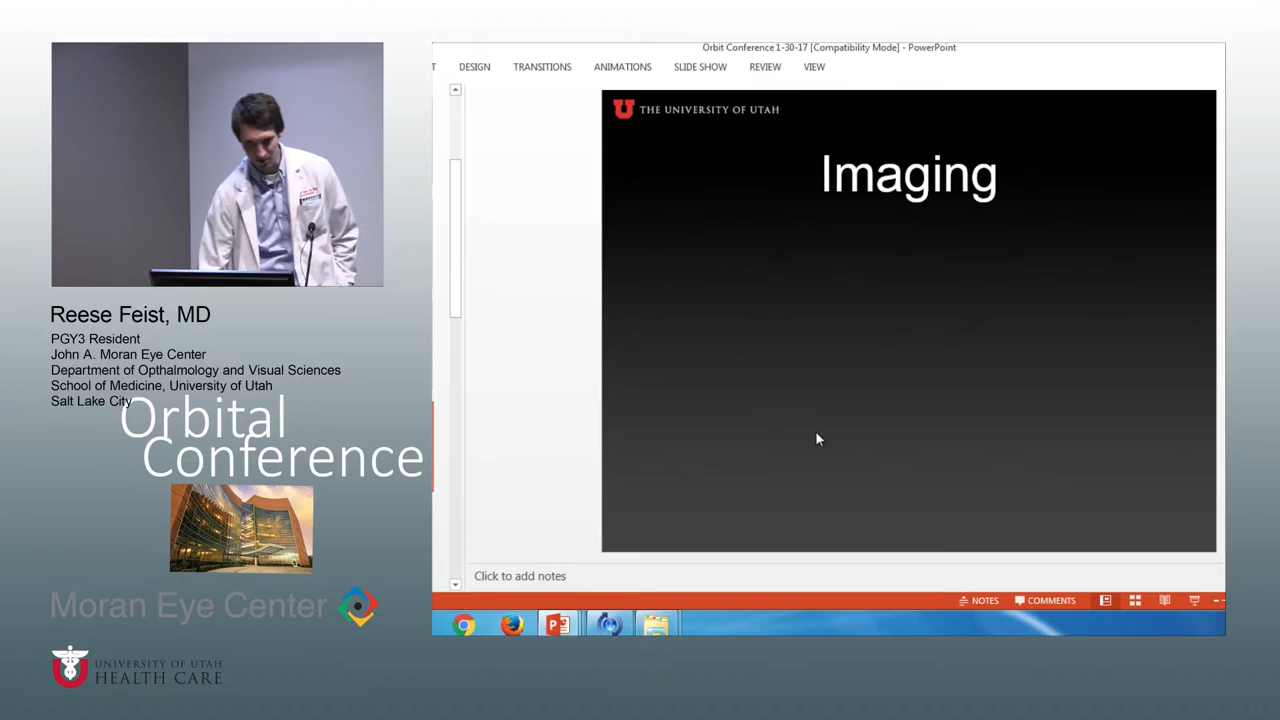 Orbit Conference 1-30-17 [Compatibility Mode] - PowerPoint
T DESIGN TRANSITIONS ANIMATIONS SLIDE SHOW REVIEW VIEW
U THE UNIVERSITY OF UTAH
Imaging
Click to add notes
NOTES COMMENTS
Reese Feist, MD
PGY3 Resident
John A. Moran Eye Center
Department of Opthalmology and Visual Sciences
School of Medicine, University of Utah
Salt Lake City
Orbital
Conference
Moran Eye Center
UNIVERSITY OF UTAH
HEALTH CARE